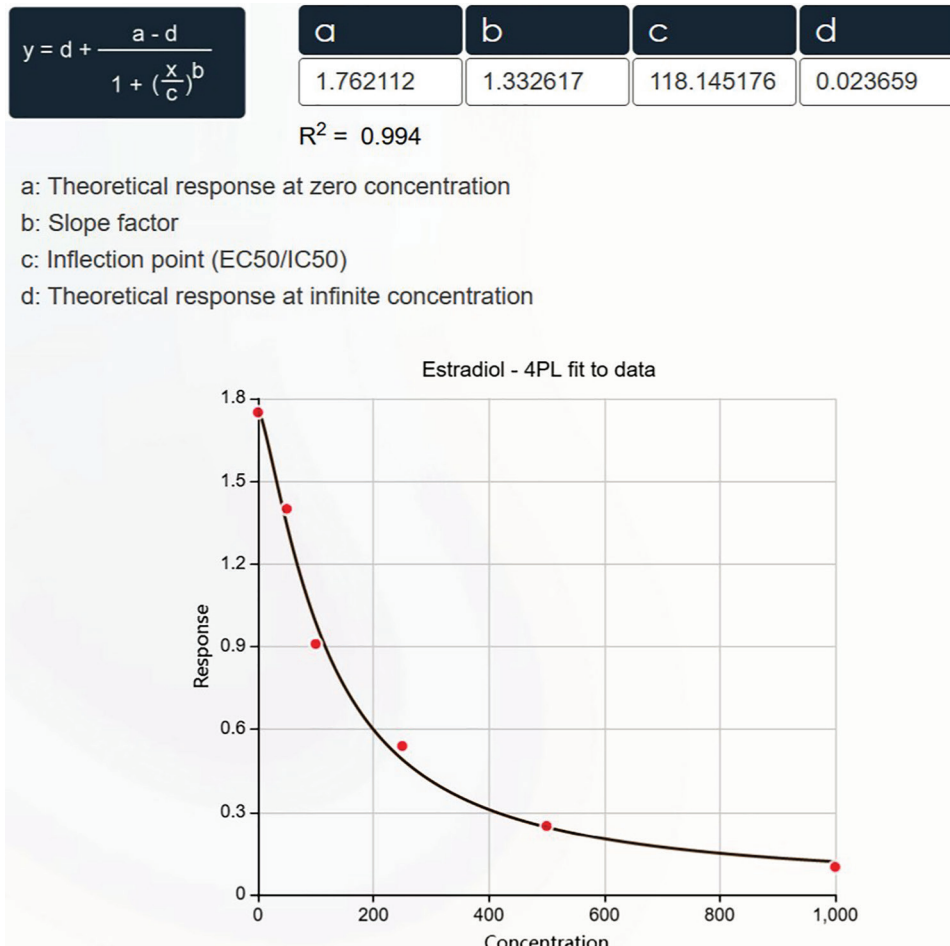 y = d + a - d / 1 + (x/c)^b
a b c d
1.762112 1.332617 118.145176 0.023659
R² = 0.994
a: Theoretical response at zero concentration
b: Slope factor
c: Inflection point (EC50/IC50)
d: Theoretical response at infinite concentration
Estradiol - 4PL fit to data
Response
1.8
1.5
1.2
0.9
0.6
0.3
0
0 200 400 600 800 1,000
Concentration